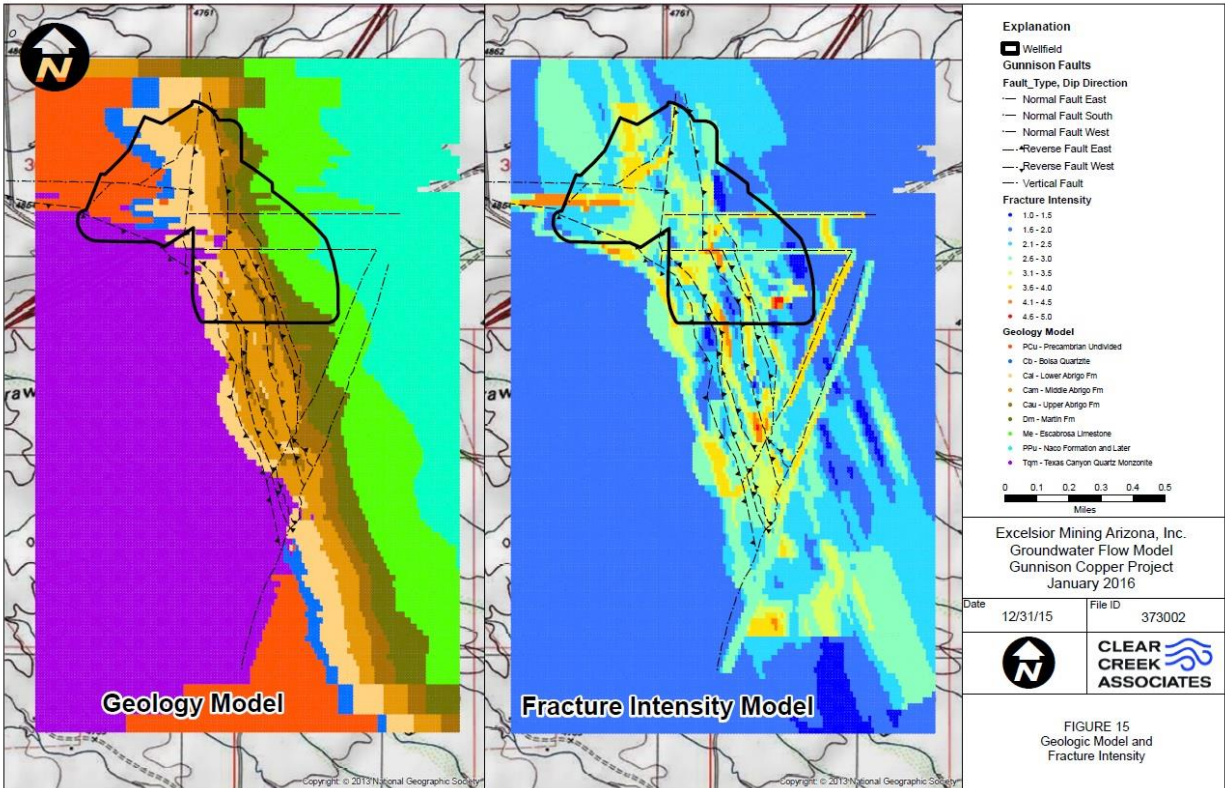 4761
4862
N
3
4854
raw
Geology Model
Copyright: © 2013 National Geographic Society
4761
4862
3
4854
raw
Fracture Intensity Model
Copyright: © 2013 National Geographic Society
Explanation
Wellfield
Gunnison Faults
Fault_Type, Dip Direction
Normal Fault East
Normal Fault South
Normal Fault West
Reverse Fault East
Reverse Fault West
Vertical Fault
Fracture Intensity
1.0 - 1.5
1.6 - 2.0
2.1 - 2.5
2.6 - 3.0
3.1 - 3.5
3.6 - 4.0
4.1 - 4.5
4.6 - 5.0
Geology Model
PCu - Precambrian Undivided
Cb - Bolsa Quartzite
Cal - Lower Abrigo Fm
Cam - Middle Abrigo Fm
Cau - Upper Abrigo Fm
Dm - Martin Fm
Me - Escabrosa Limestone
PPu - Naco Formation and Later
Tqm - Texas Canyon Quartz Monzonite
0 0.1 0.2 0.3 0.4 0.5
Miles
Excelsior Mining Arizona, Inc.
Groundwater Flow Model
Gunnison Copper Project
January 2016
Date
12/31/15
File ID
373002
N
CLEAR
CREEK
ASSOCIATES
FIGURE 15
Geologic Model and
Fracture Intensity